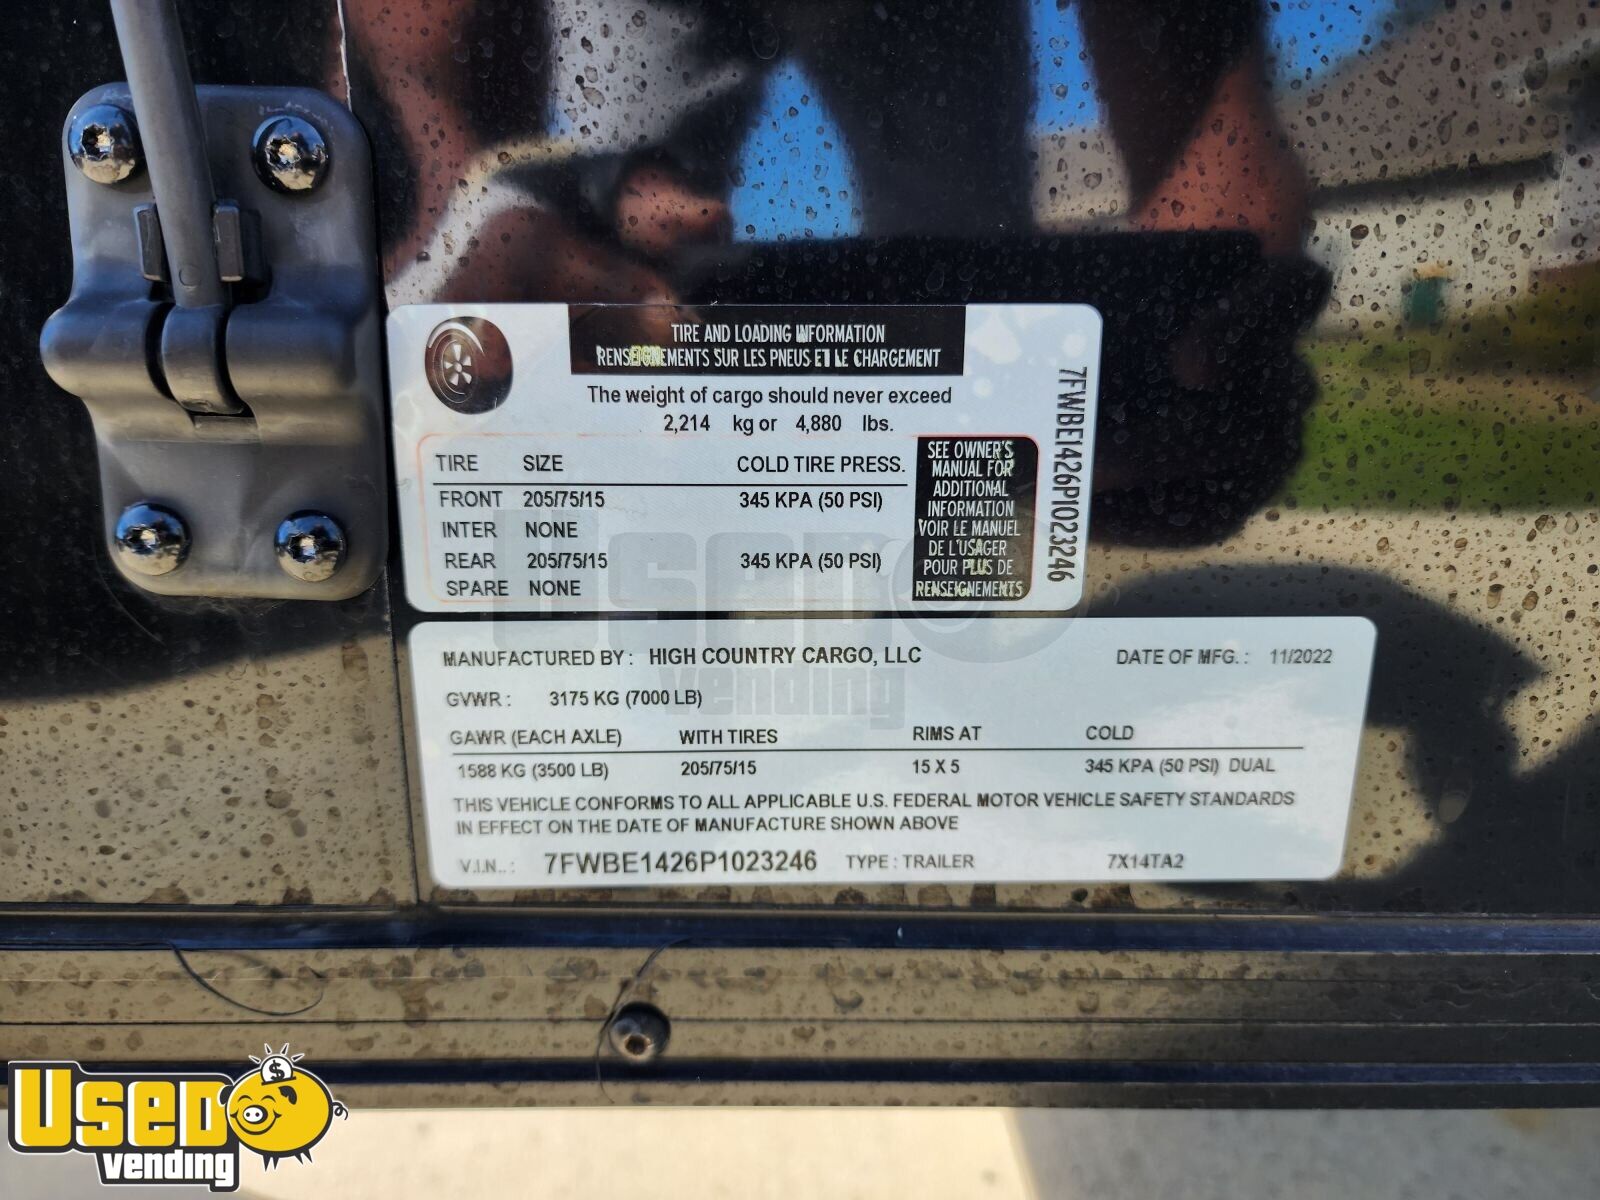 TIRE AND LOADING INFORMATION
RENSEIGNEMENTS SUR LES PNEUS ET LE CHARGEMENT
The weight of cargo should never exceed
2,214 kg or 4,880 lbs.
TIRE SIZE COLD TIRE PRESS.
FRONT 205/75/15 345 KPA (50 PSI)
INTER NONE
REAR 205/75/15 345 KPA (50 PSI)
SPARE NONE
SEE OWNER'S
MANUAL FOR
ADDITIONAL
INFORMATION
VOIR LE MANUEL
DE L'USAGER
POUR PLUS DE
RENSEIGNEMENTS
7FWBE1426P1023246
MANUFACTURED BY : HIGH COUNTRY CARGO, LLC DATE OF MFG. : 11/2022
GVWR : 3175 KG (7000 LB)
GAWR (EACH AXLE) WITH TIRES RIMS AT COLD
1588 KG (3500 LB) 205/75/15 15 X 5 345 KPA (50 PSI) DUAL
THIS VEHICLE CONFORMS TO ALL APPLICABLE U.S. FEDERAL MOTOR VEHICLE SAFETY STANDARDS
IN EFFECT ON THE DATE OF MANUFACTURE SHOWN ABOVE
V.I.N.. : 7FWBE1426P1023246 TYPE : TRAILER 7X14TA2
USED
vending
USED
vending
$